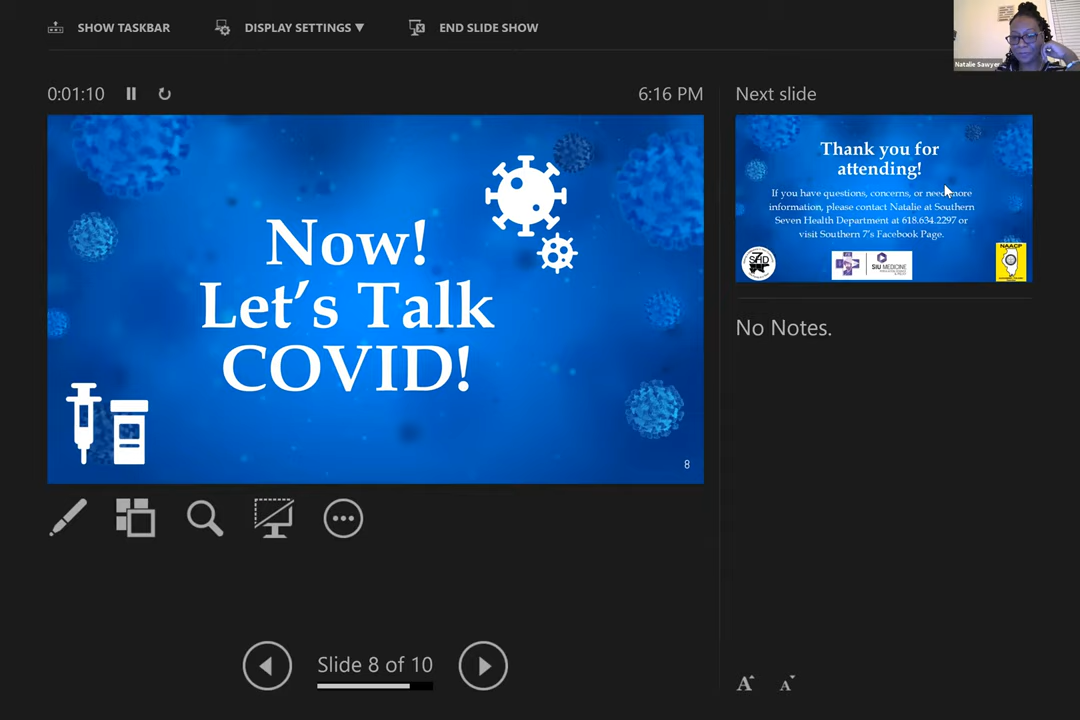 SHOW TASKBAR
DISPLAY SETTINGS ▼
END SLIDE SHOW
Natalie Sawyer
0:01:10
6:16 PM
Next slide
Now!
Let's Talk
COVID!
8
Thank you for
attending!
If you have questions, concerns, or need more
information, please contact Natalie at Southern
Seven Health Department at 618.634.2297 or
visit Southern 7's Facebook Page.
SIU MEDICINE
NAACP
No Notes.
Slide 8 of 10
A A